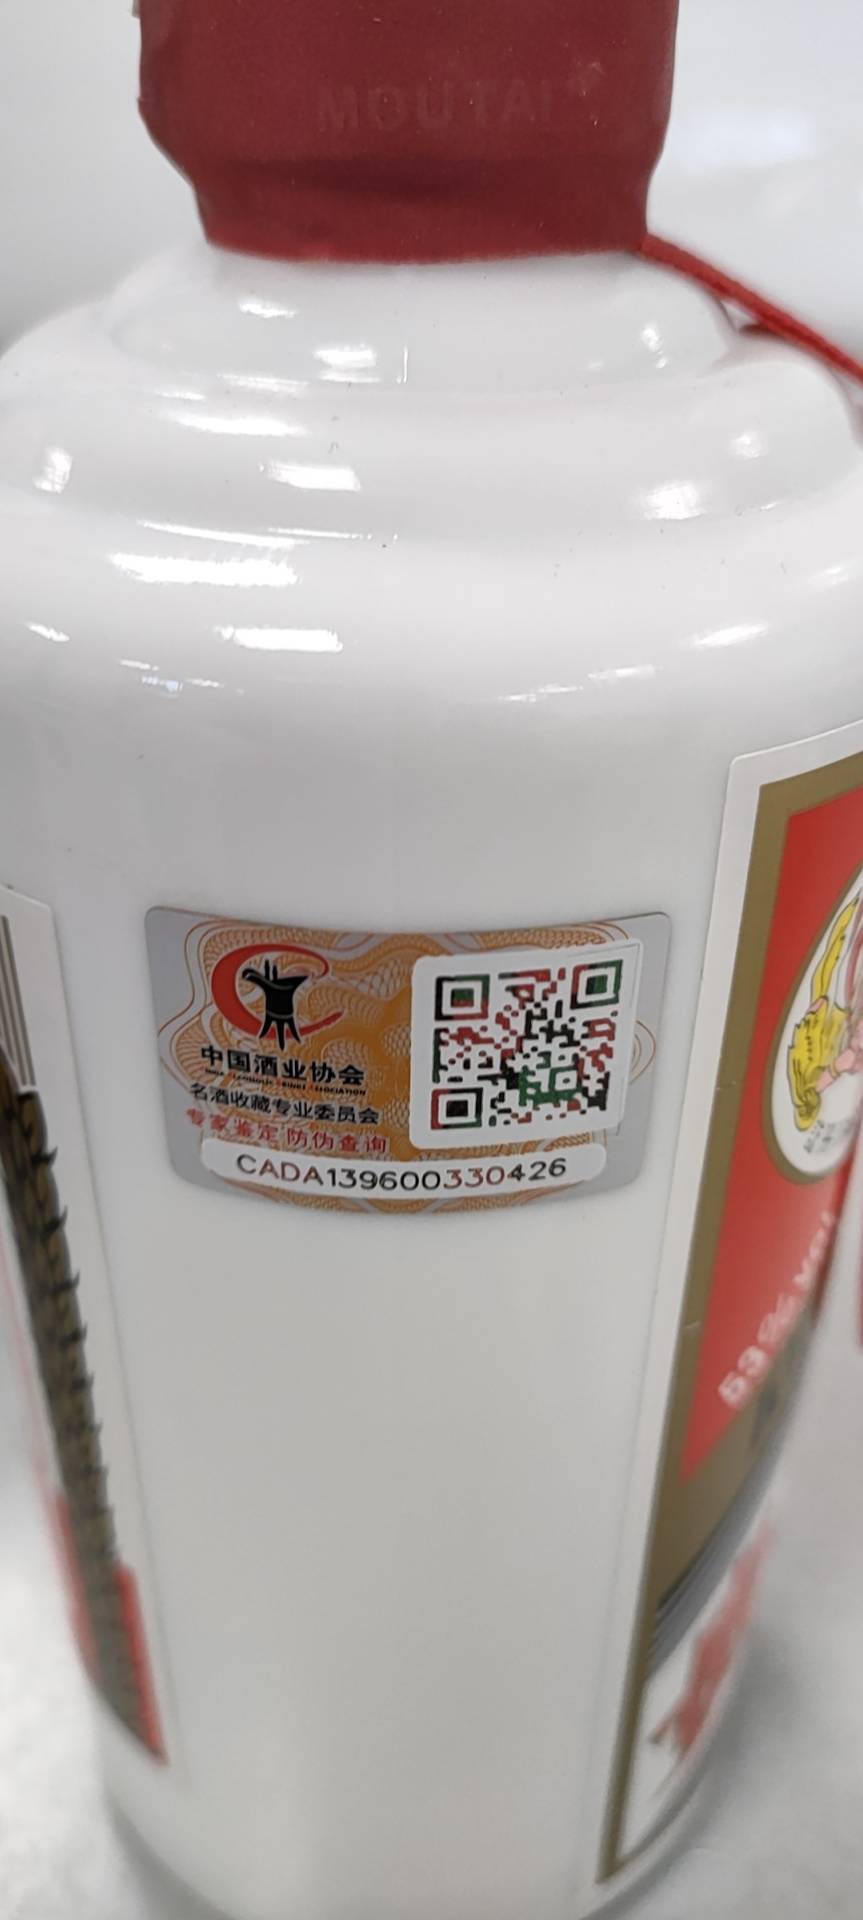 MOUTAI
中国酒业协会
名酒收藏专业委员会
专家鉴定 防伪查询
CADA139600330426
53%vol